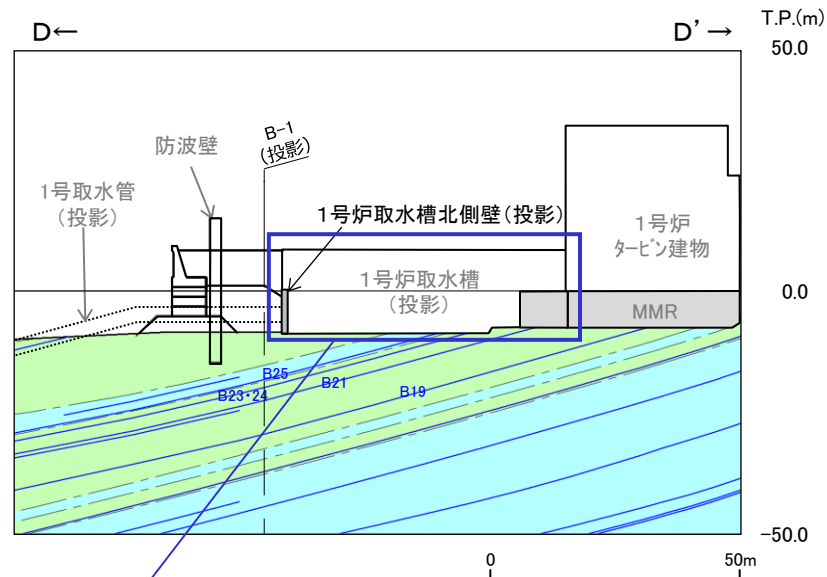 T.P.(m)
D←
D’→
50.0
B-1
(投影)
防波壁
1号取水管
(投影)
1号炉取水槽北側壁(投影)
1号炉
タービン建物
1号炉取水槽
(投影)
0.0
MMR
B25
B21
B23・24
B19
-50.0
0
50m